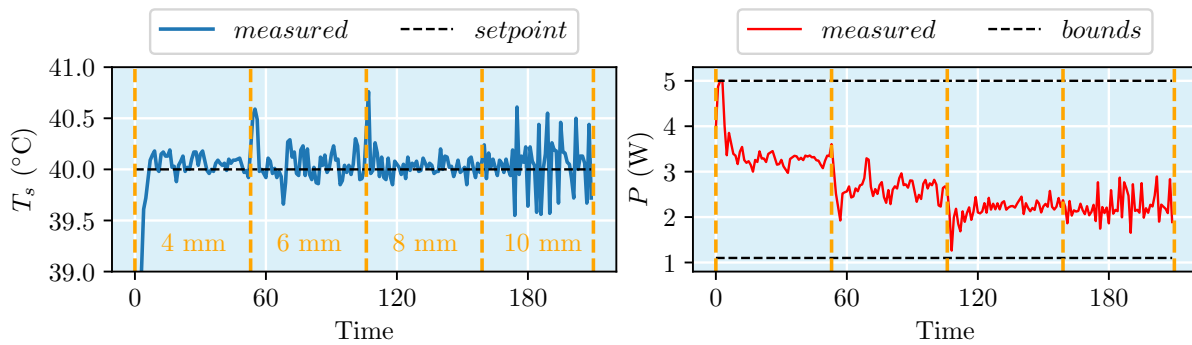 measured setpoint
41.0
40.5
40.0
39.5
39.0
T_s (°C)
4 mm 6 mm 8 mm 10 mm
0 60 120 180
Time
measured bounds
5
4
3
2
1
P (W)
0 60 120 180
Time